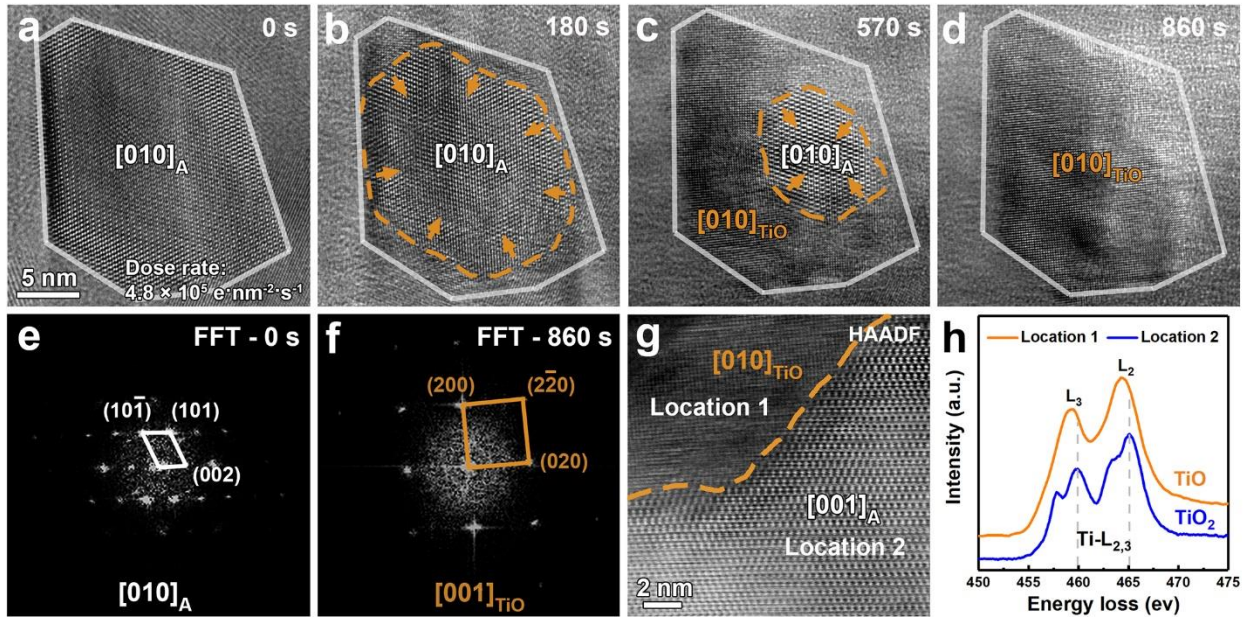 a
0 s
[010]A
5 nm
Dose rate:
4.8 × 10⁵ e·nm⁻²·s⁻¹
b
180 s
[010]A
c
570 s
[010]A
[010]TiO
d
860 s
[010]TiO
e
FFT - 0 s
(101̄)
(101)
(002)
[010]A
f
FFT - 860 s
(200)
(22̄0)
(020)
[001]TiO
g
HAADF
[010]TiO
Location 1
[001]A
Location 2
2 nm
h
Location 1
Location 2
L₂
L₃
TiO
TiO₂
Ti-L₂,₃
Intensity (a.u.)
450 455 460 465 470 475
Energy loss (ev)